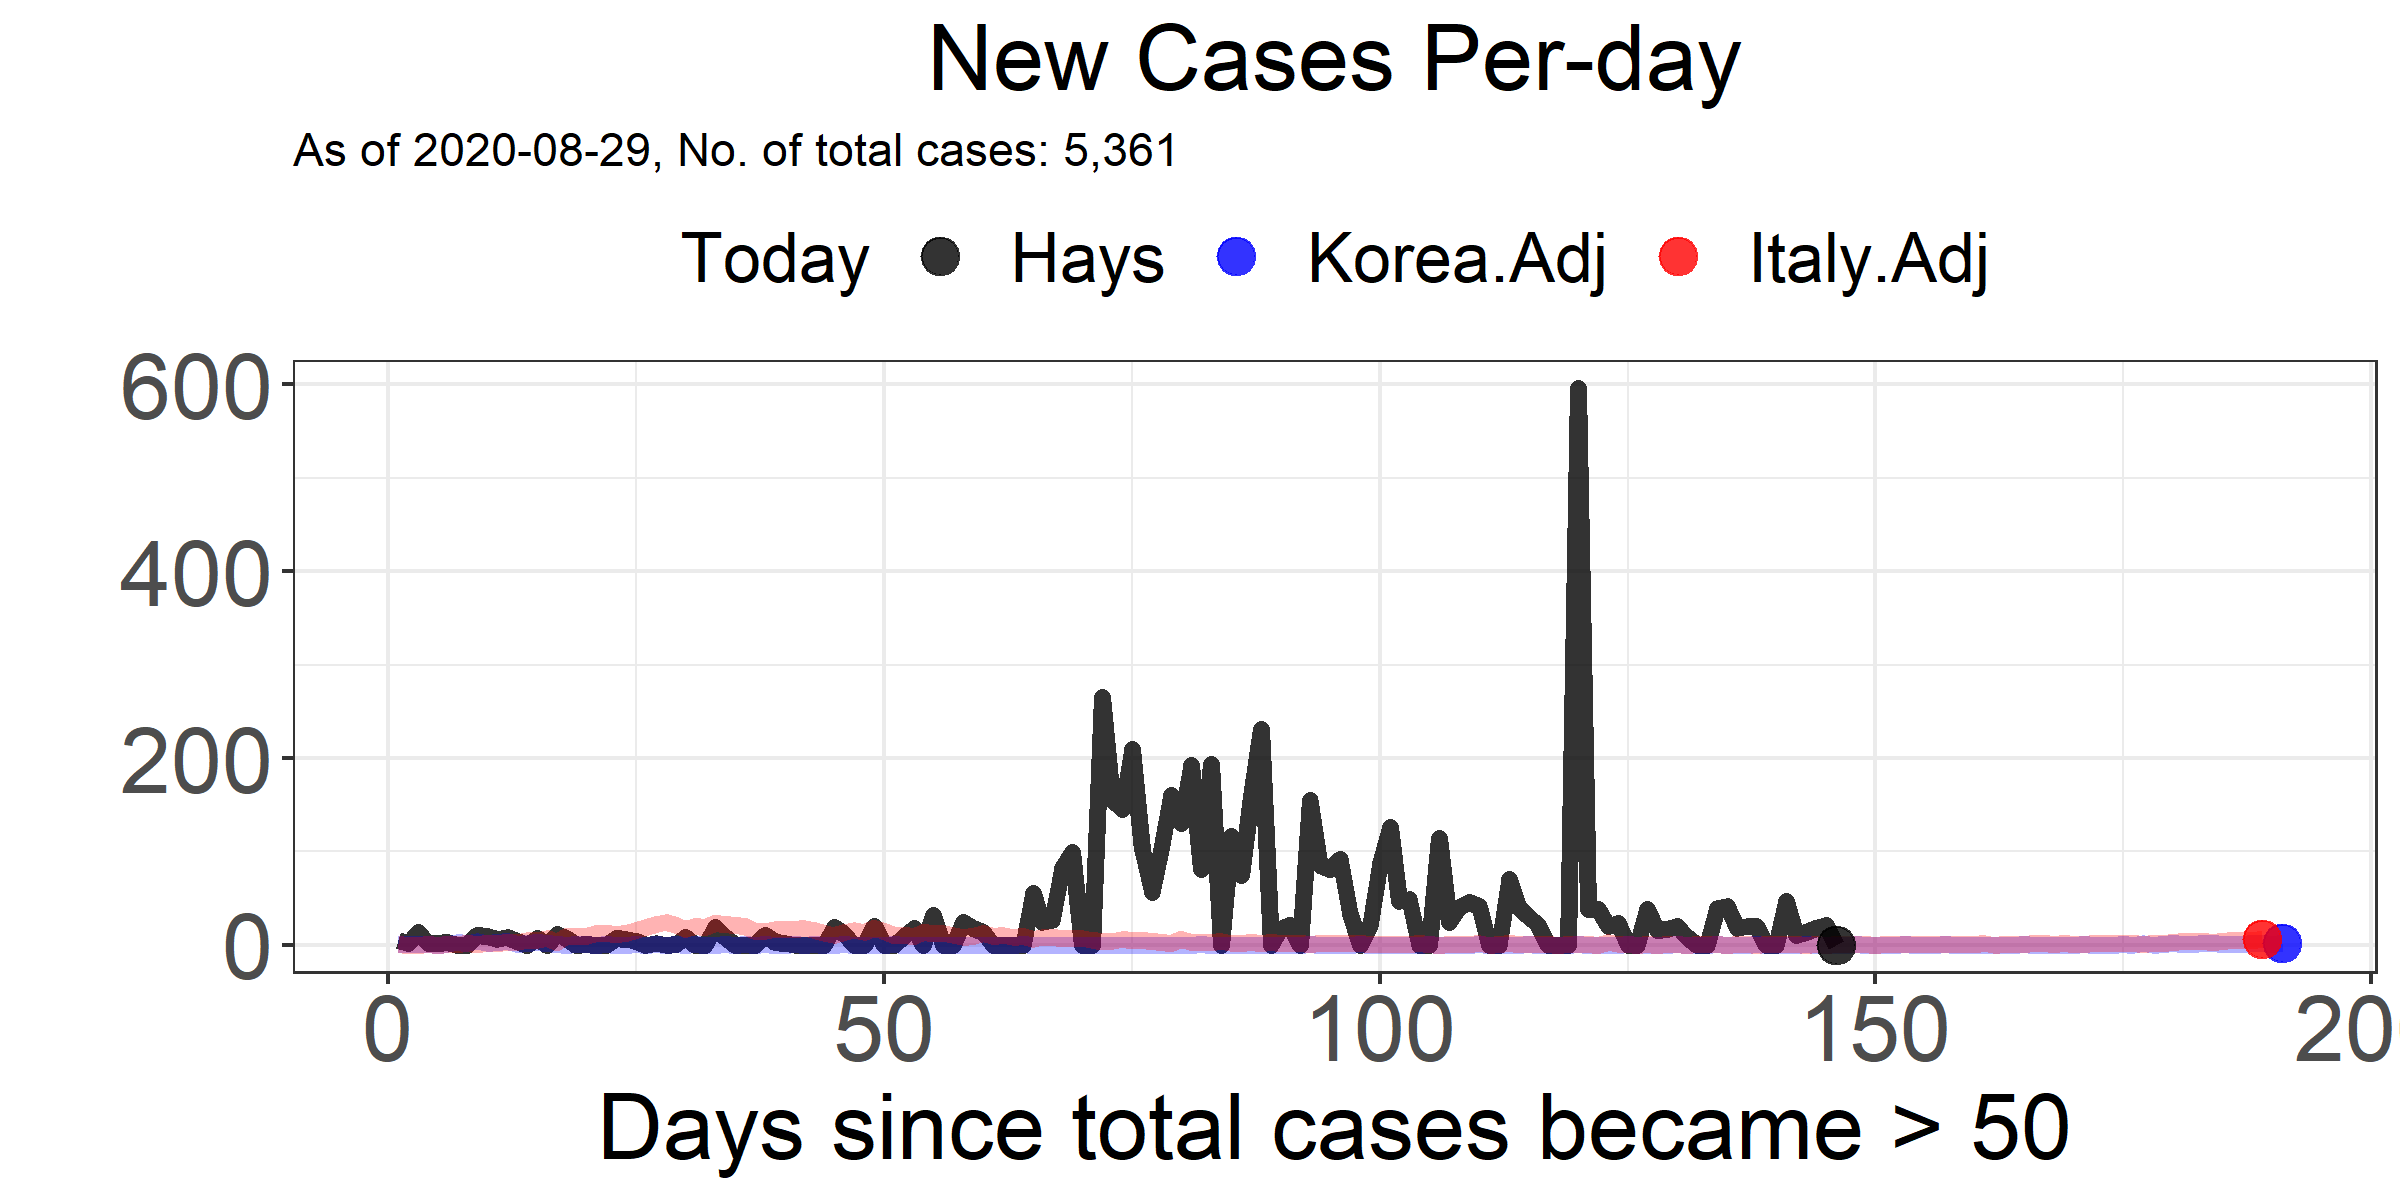 New Cases Per-day
As of 2020-08-29, No. of total cases: 5,361
Today Hays Korea.Adj Italy.Adj
600
400
200
0
0 50 100 150 20
Days since total cases became > 50